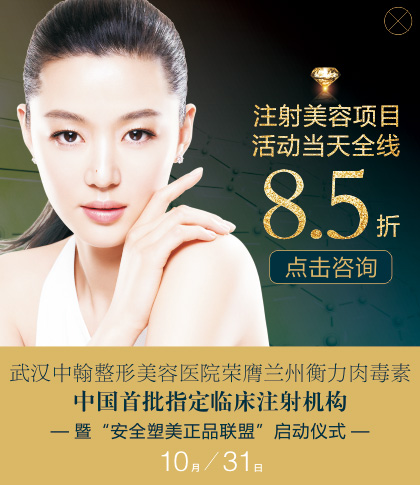 注射美容项目
活动当天全线
8.5折
点击咨询
武汉中翰整形美容医院荣膺兰州衡力肉毒素
中国首批指定临床注射机构
— 暨“安全塑美正品联盟”启动仪式 —
10月／31日